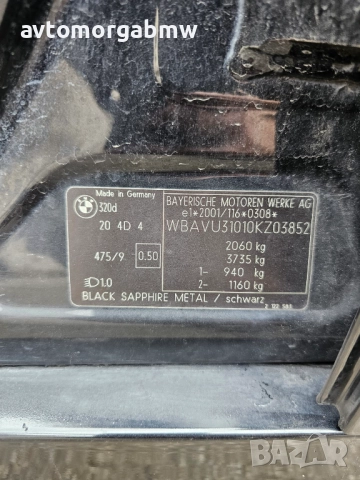 avtomorgabmw
BMW
Made in Germany
320d
20 4D 4
475/9 0.50
1.0
BAYERISCHE MOTOREN WERKE AG
e1*2001/116*0308*
WBAVU31010KZ03852
2060 kg
3735 kg
1- 940 kg
2- 1160 kg
BLACK SAPPHIRE METAL / schwarz
BAZAR